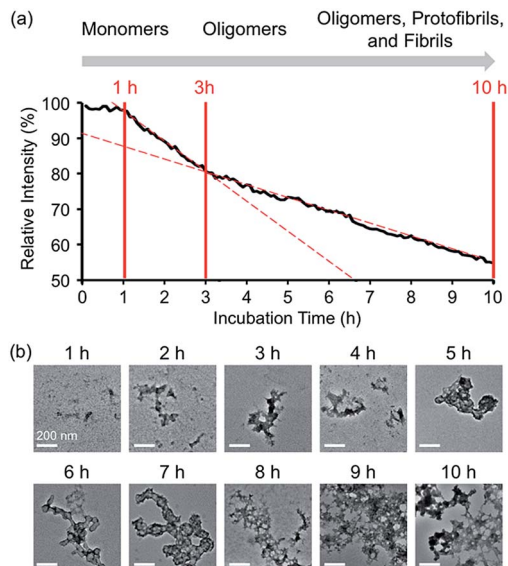 (a)
Monomers Oligomers Oligomers, Protofibrils,
and Fibrils
1 h 3h 10 h
Relative Intensity (%)
100
90
80
70
60
50
0 1 2 3 4 5 6 7 8 9 10
Incubation Time (h)
(b)
1 h 2 h 3 h 4 h 5 h
200 nm
6 h 7 h 8 h 9 h 10 h